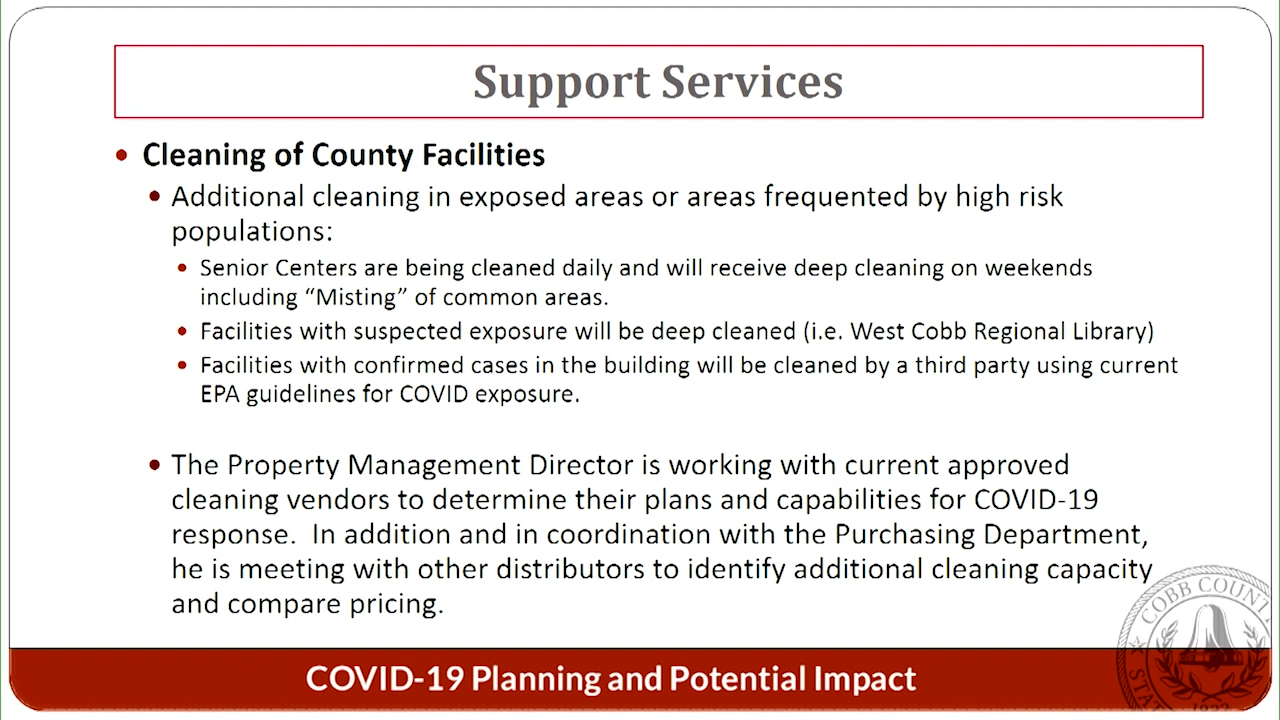 Support Services
• Cleaning of County Facilities
• Additional cleaning in exposed areas or areas frequented by high risk
populations:
• Senior Centers are being cleaned daily and will receive deep cleaning on weekends
including “Misting” of common areas.
• Facilities with suspected exposure will be deep cleaned (i.e. West Cobb Regional Library)
• Facilities with confirmed cases in the building will be cleaned by a third party using current
EPA guidelines for COVID exposure.
• The Property Management Director is working with current approved
cleaning vendors to determine their plans and capabilities for COVID-19
response. In addition and in coordination with the Purchasing Department,
he is meeting with other distributors to identify additional cleaning capacity
and compare pricing.
COBB COUNT
STAT
COVID-19 Planning and Potential Impact